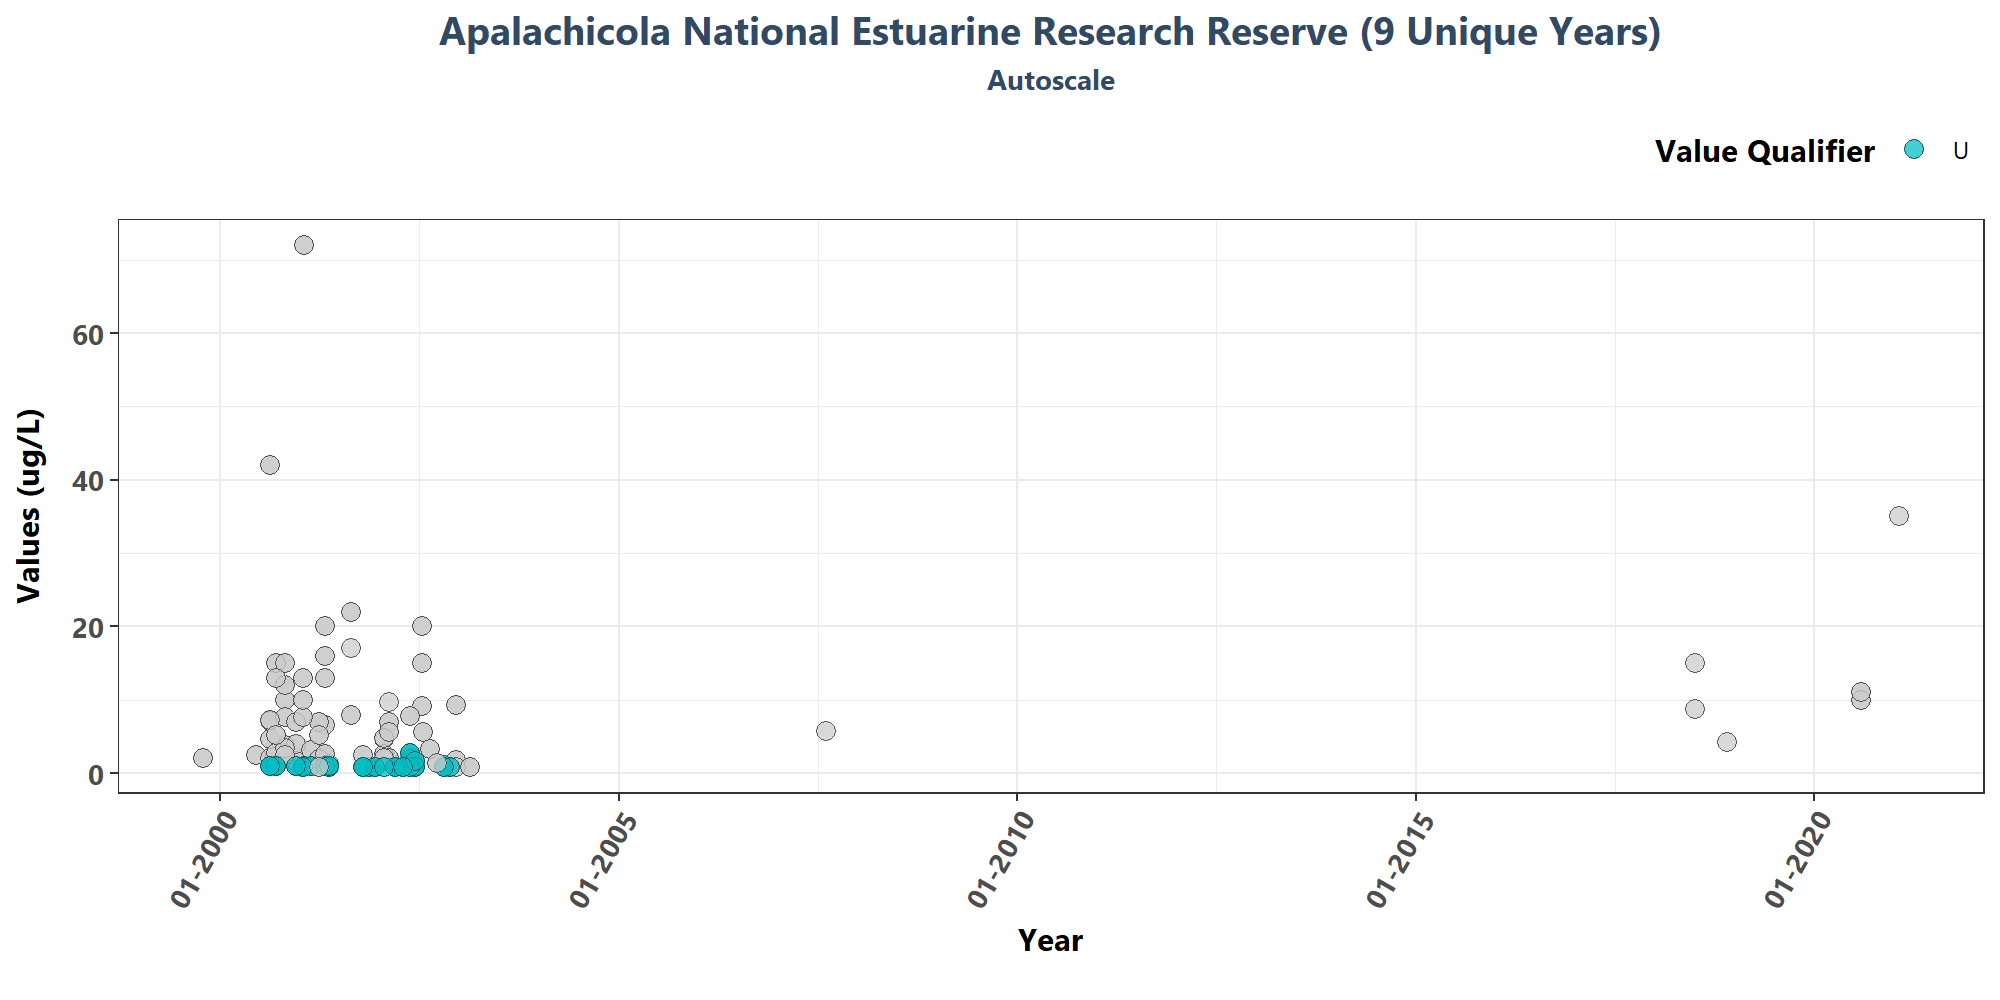 Apalachicola National Estuarine Research Reserve (9 Unique Years)
Autoscale
Value Qualifier U
Values (ug/L)
60
40
20
0
01-2000 01-2005 01-2010 01-2015 01-2020
Year